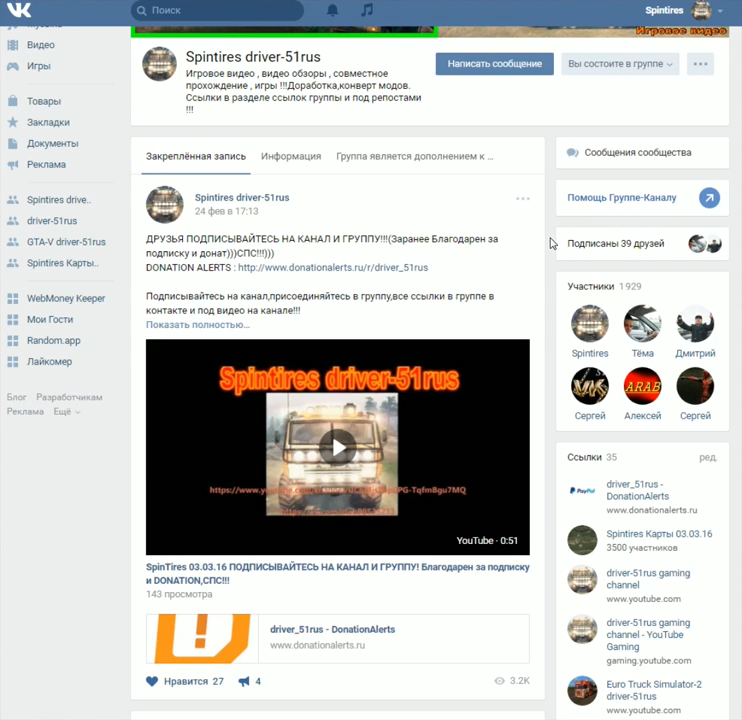 Поиск
Spintires
Видео
Игры
Товары
Закладки
Документы
Реклама
Spintires drive..
driver-51rus
GTA-V driver-51rus
Spintires Карты..
WebMoney Keeper
Мои Гости
Random.app
Лайкомер
Блог Разработчикам
Реклама Ещё
Игровое видео
Spintires driver-51rus
Игровое видео , видео обзоры , совместное
прохождение , игры !!!Доработка,конверт модов.
Ссылки в разделе ссылок группы и под репостами
!!!
Написать сообщение
Вы состоите в группе
Закреплённая запись
Информация
Группа является дополнением к ...
Spintires driver-51rus
24 фев в 17:13
ДРУЗЬЯ ПОДПИСЫВАЙТЕСЬ НА КАНАЛ И ГРУППУ!!!(Заранее Благодарен за
подписку и донат)))СПС!!!)))
DONATION ALERTS : http://www.donationalerts.ru/r/driver_51rus
Подписывайтесь на канал,присоединяйтесь в группу,все ссылки в группе в
контакте и под видео на канале!!!
Показать полностью...
Spintires driver-51rus
YouTube · 0:51
SpinTires 03.03.16 ПОДПИСЫВАЙТЕСЬ НА КАНАЛ И ГРУППУ! Благодарен за подписку
и DONATION,СПС!!!
143 просмотра
driver_51rus - DonationAlerts
www.donationalerts.ru
Нравится 27
4
3.2K
Сообщения сообщества
Помощь Группе-Каналу
Подписаны 39 друзей
Участники 1 929
Spintires
Тёма
Дмитрий
VK
ARAB
Сергей
Алексей
Сергей
Ссылки 35
ред.
PayPal
driver_51rus -
DonationAlerts
www.donationalerts.ru
Spintires Карты 03.03.16
3500 участников
driver-51rus gaming
channel
www.youtube.com
driver-51rus gaming
channel - YouTube
Gaming
gaming.youtube.com
Euro Truck Simulator-2
driver-51rus
www.youtube.com